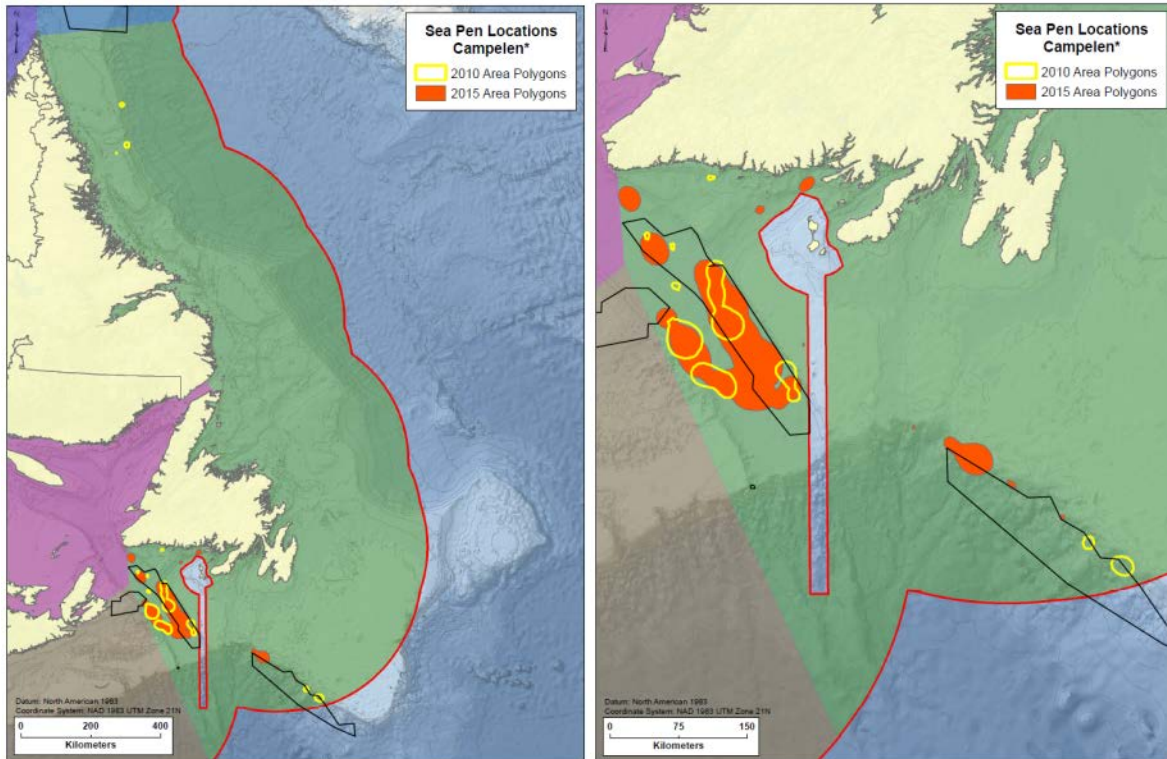 Sea Pen Locations
Campelen*
2010 Area Polygons
2015 Area Polygons
Datum: North American 1983
Coordinate System: NAD 1983 UTM Zone 21N
0 200 400
Kilometers
Sea Pen Locations
Campelen*
2010 Area Polygons
2015 Area Polygons
Datum: North American 1983
Coordinate System: NAD 1983 UTM Zone 21N
0 75 150
Kilometers